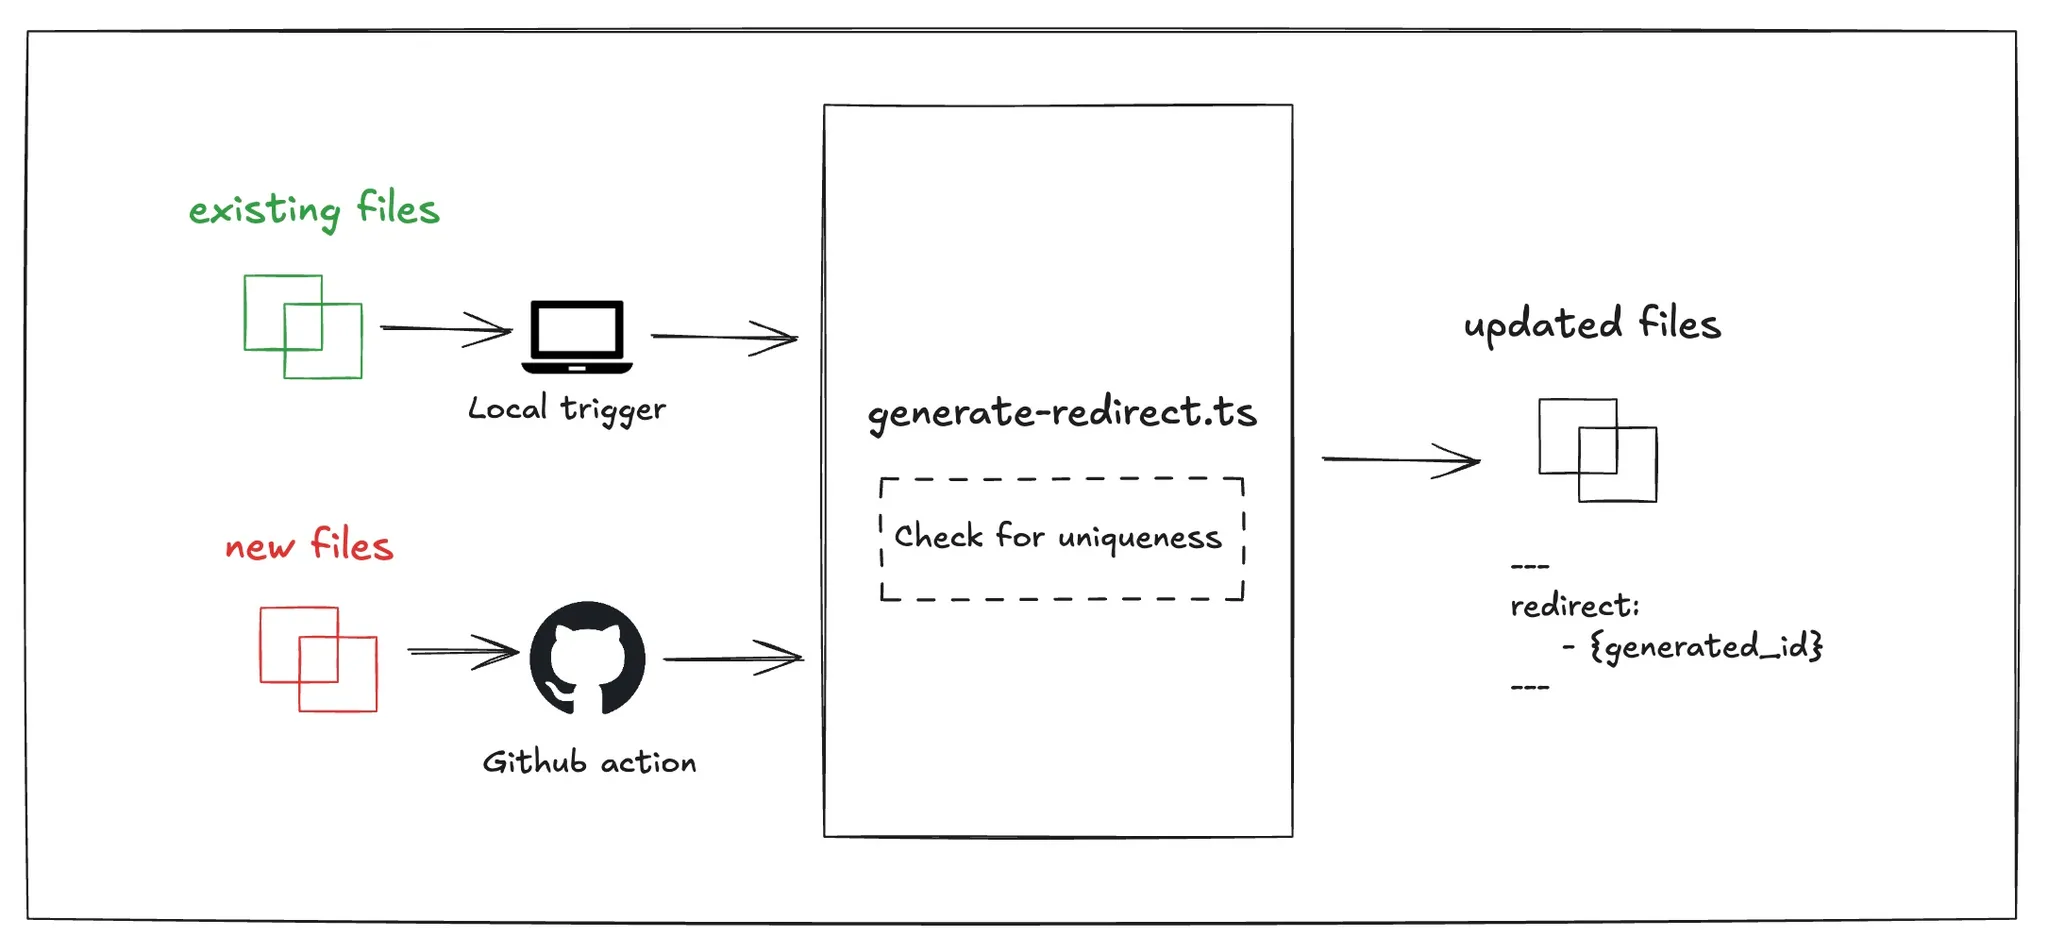 existing files
Local trigger
new files
Github action
generate-redirect.ts
Check for uniqueness
updated files
---
redirect:
- {generated_id}
---